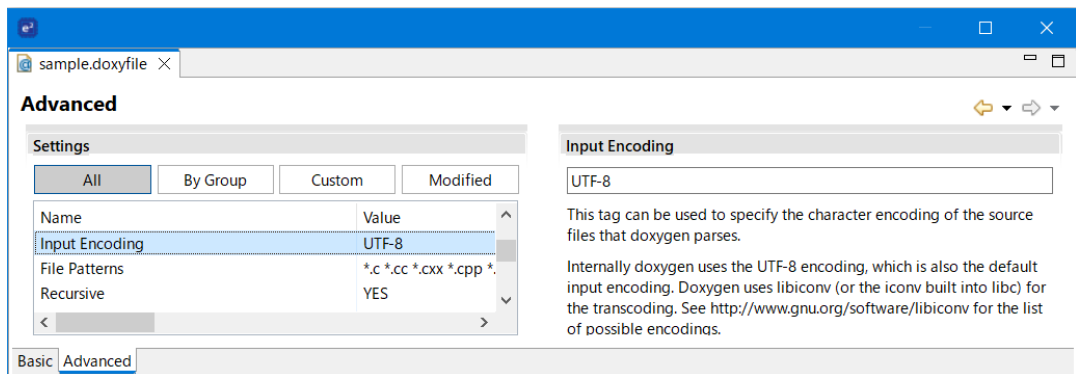 e²
sample.doxyfile
Advanced
Settings
All By Group Custom Modified
Name Value
Input Encoding UTF-8
File Patterns *.c *.cc *.cxx *.cpp *.
Recursive YES
Input Encoding
UTF-8
This tag can be used to specify the character encoding of the source
files that doxygen parses.
Internally doxygen uses the UTF-8 encoding, which is also the default
input encoding. Doxygen uses libiconv (or the iconv built into libc) for
the transcoding. See http://www.gnu.org/software/libiconv for the list
of possible encodings.
Basic Advanced